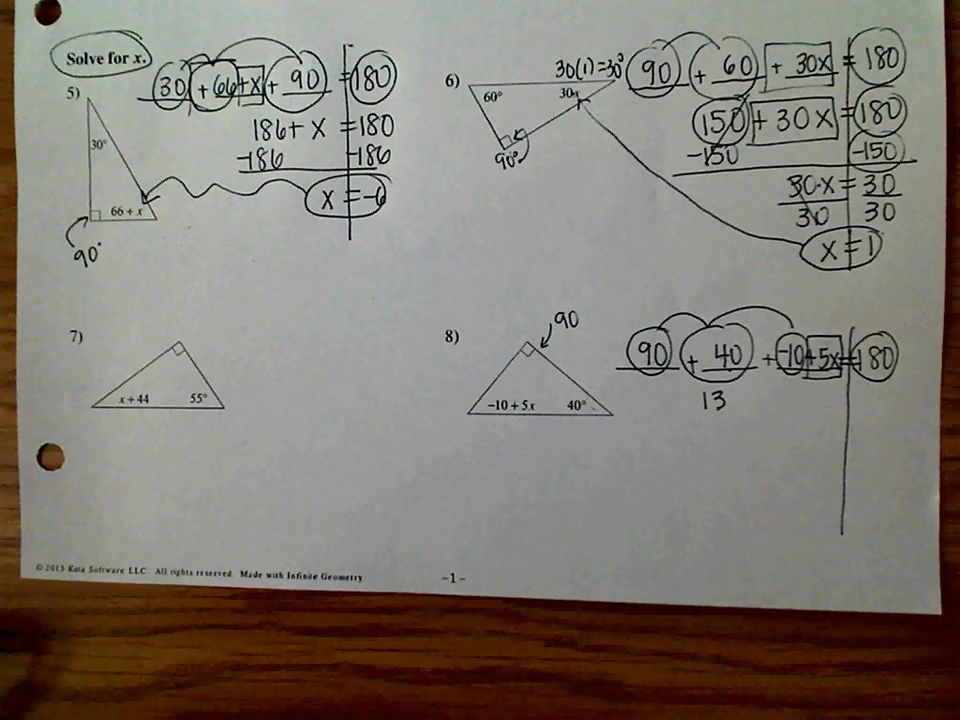 Solve for x.
5)
30 + 66 + x + 90 = 180
186 + x = 180
-186 -186
x = -6
30°
66 + x
90°
6)
30(1) = 30°
90 + 60 + 30x = 180
150 + 30x = 180
-150 -150
30·x = 30
30 30
x = 1
60°
30x
90°
7)
x + 44
55°
8)
90
90 + 40 + -10 + 5x = 180
13
-10 + 5x
40°
© 2013 Kuta Software LLC. All rights reserved. Made with Infinite Geometry
-1-